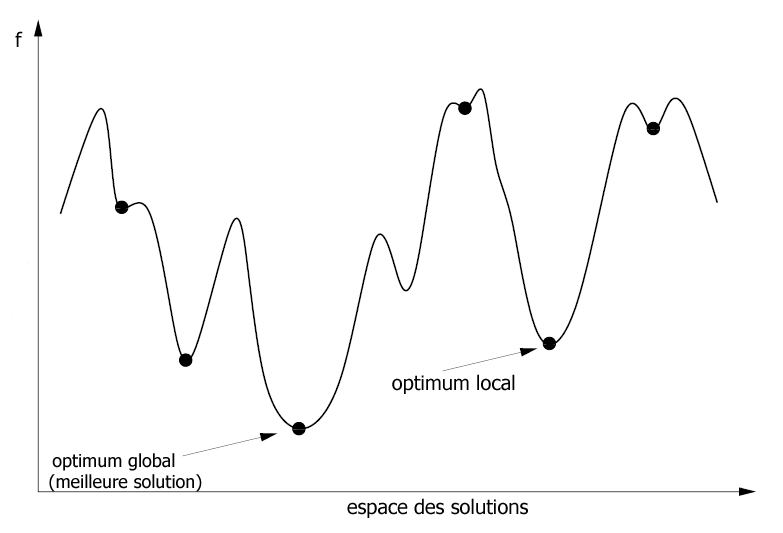 f
optimum local
optimum global
(meilleure solution)
espace des solutions